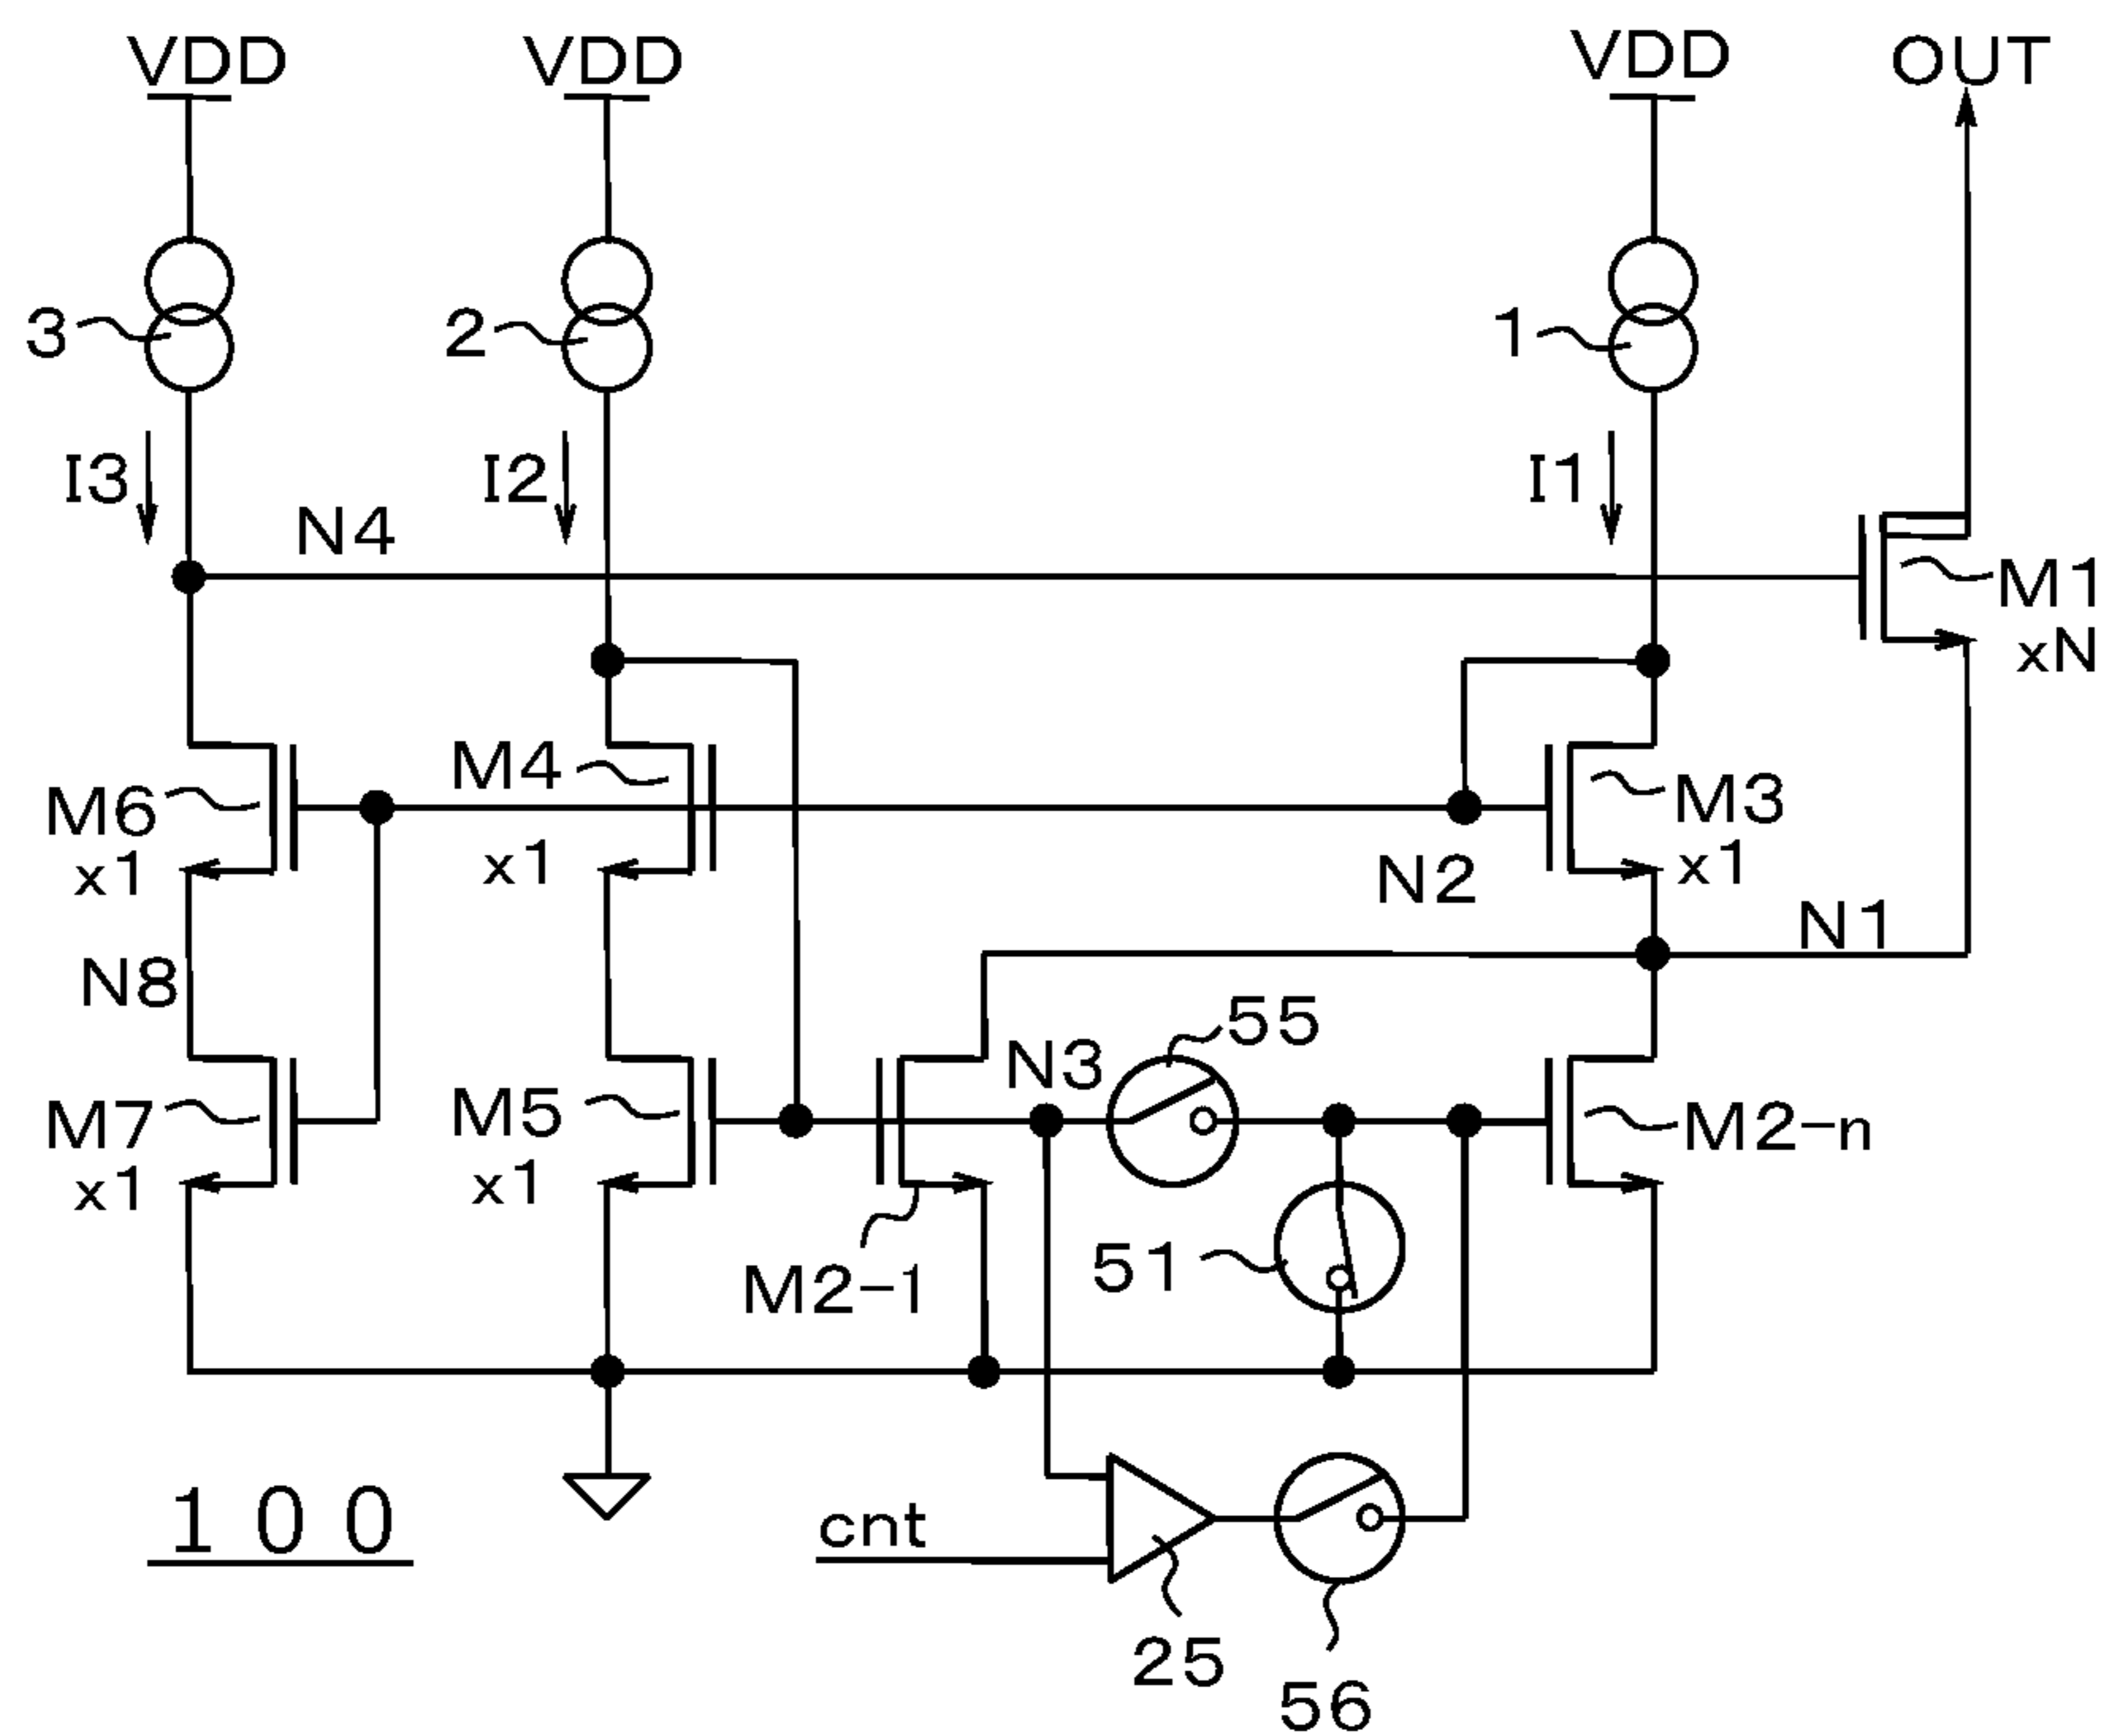 VDD VDD VDD OUT
3 2 1
I3 I2 I1
N4
M1
xN
M6 M4 M3
x1 x1 x1
N2
N1
N8
N3 55
M7 M5 M2-n
x1 x1
51
M2-1
100
cnt
25
56